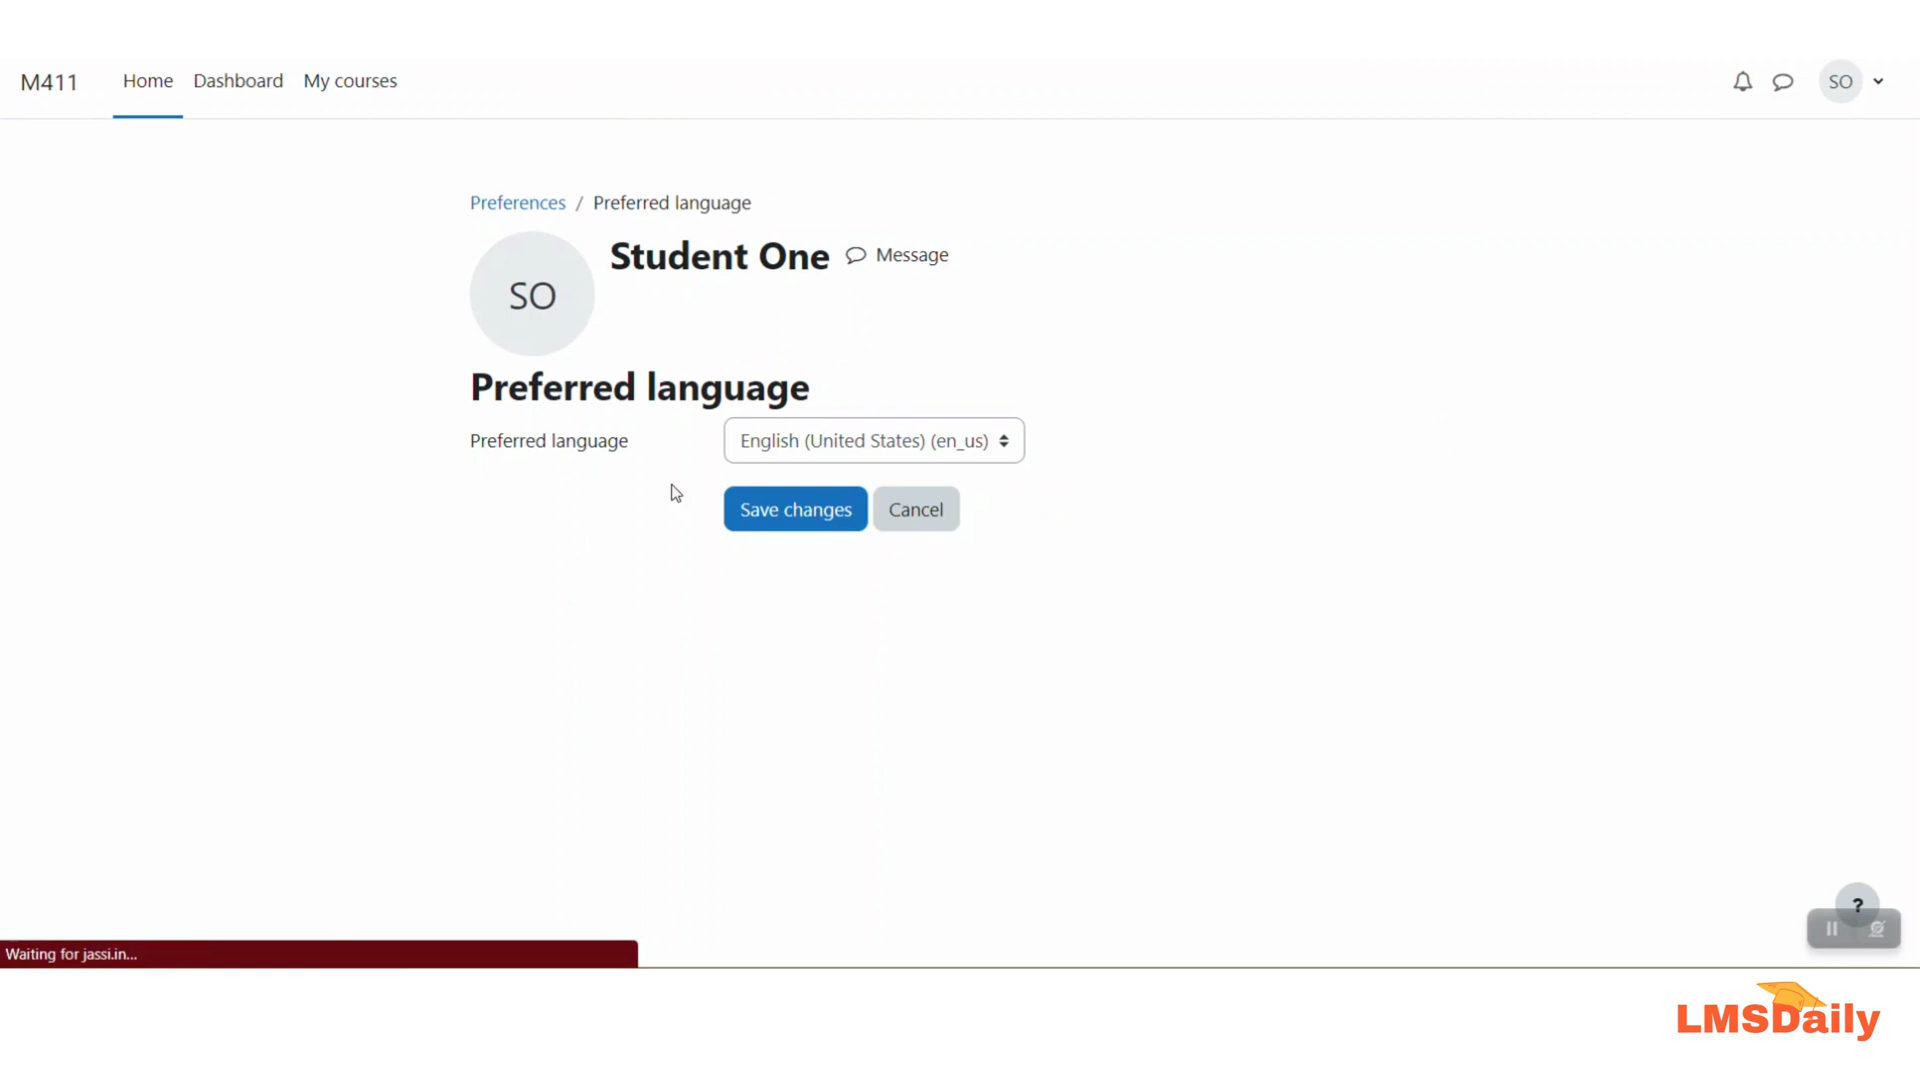 M411 Home Dashboard My courses SO
Preferences / Preferred language
SO
Student One Message
Preferred language
Preferred language English (United States) (en_us)
Save changes Cancel
?
Waiting for jassi.in...
LMSDaily